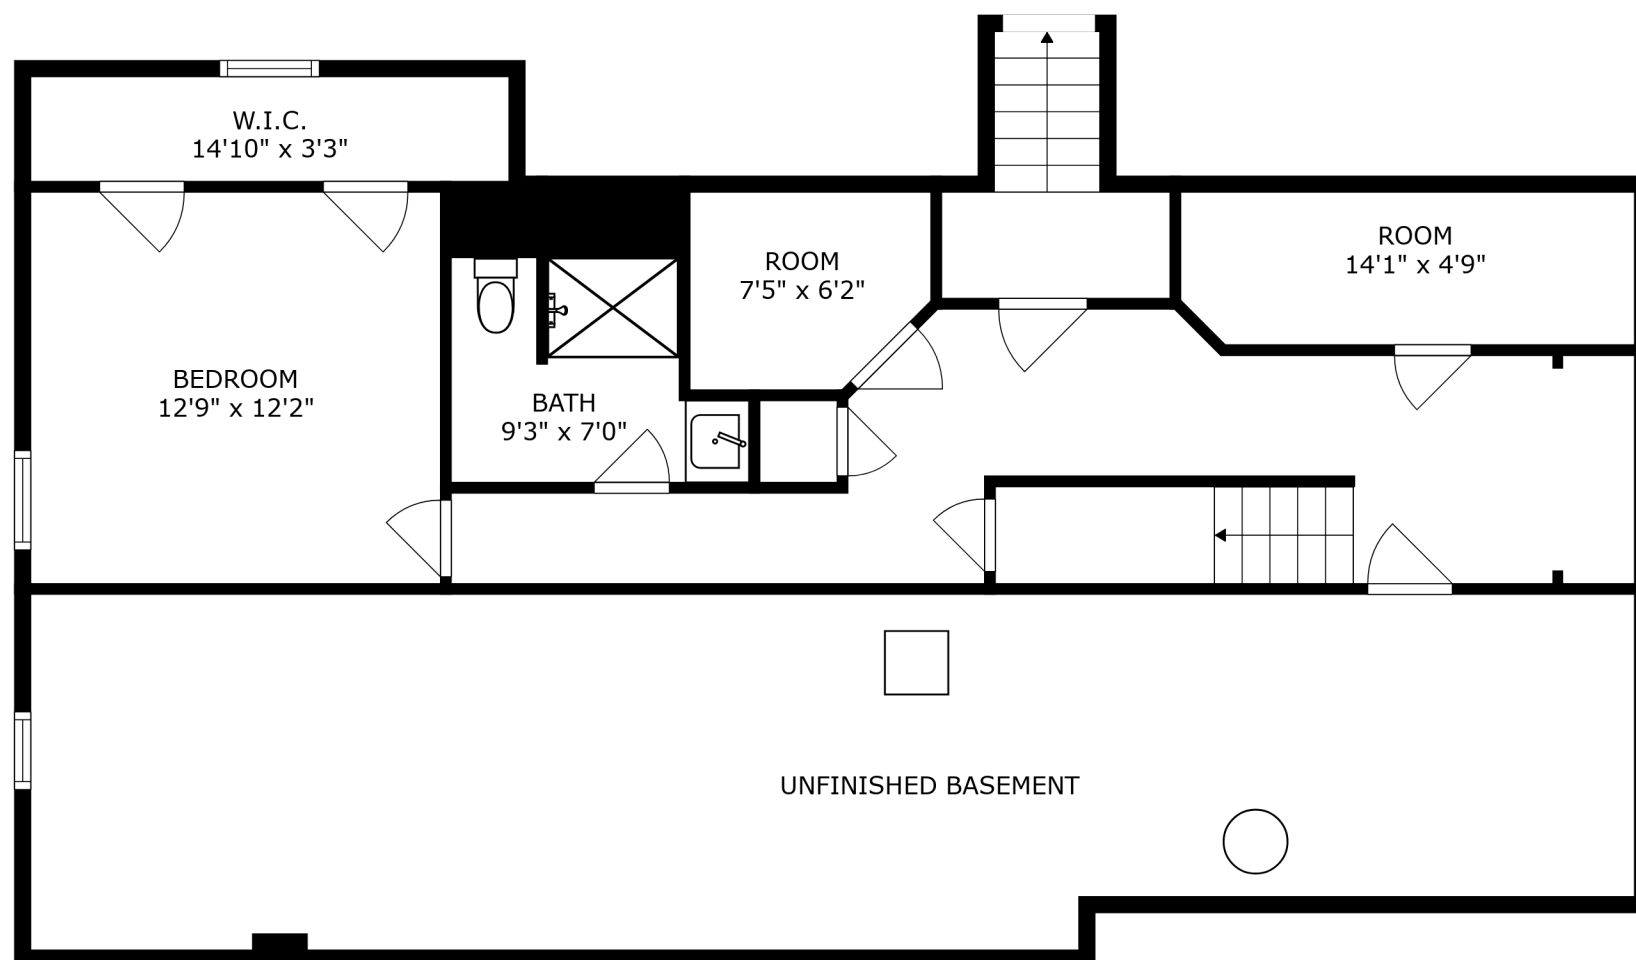 W.I.C.
14'10" x 3'3"
ROOM
14'1" x 4'9"
ROOM
7'5" x 6'2"
BEDROOM
12'9" x 12'2"
BATH
9'3" x 7'0"
UNFINISHED BASEMENT